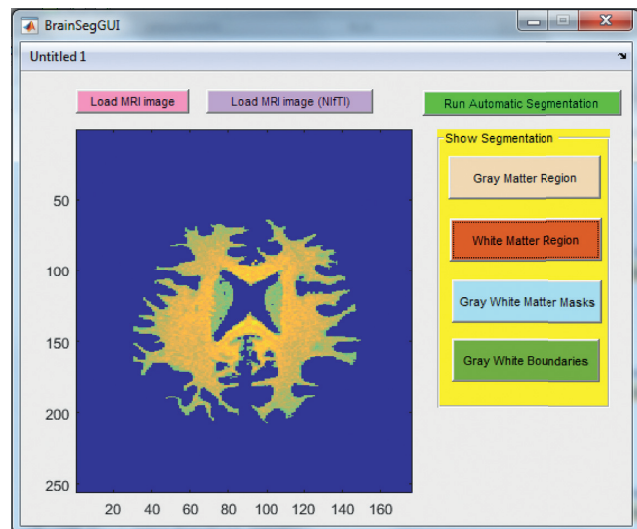 BrainSegGUI
Untitled 1
Load MRI image
Load MRI image (NIfTI)
Run Automatic Segmentation
Show Segmentation
Gray Matter Region
White Matter Region
Gray White Matter Masks
Gray White Boundaries
50
100
150
200
250
20 40 60 80 100 120 140 160